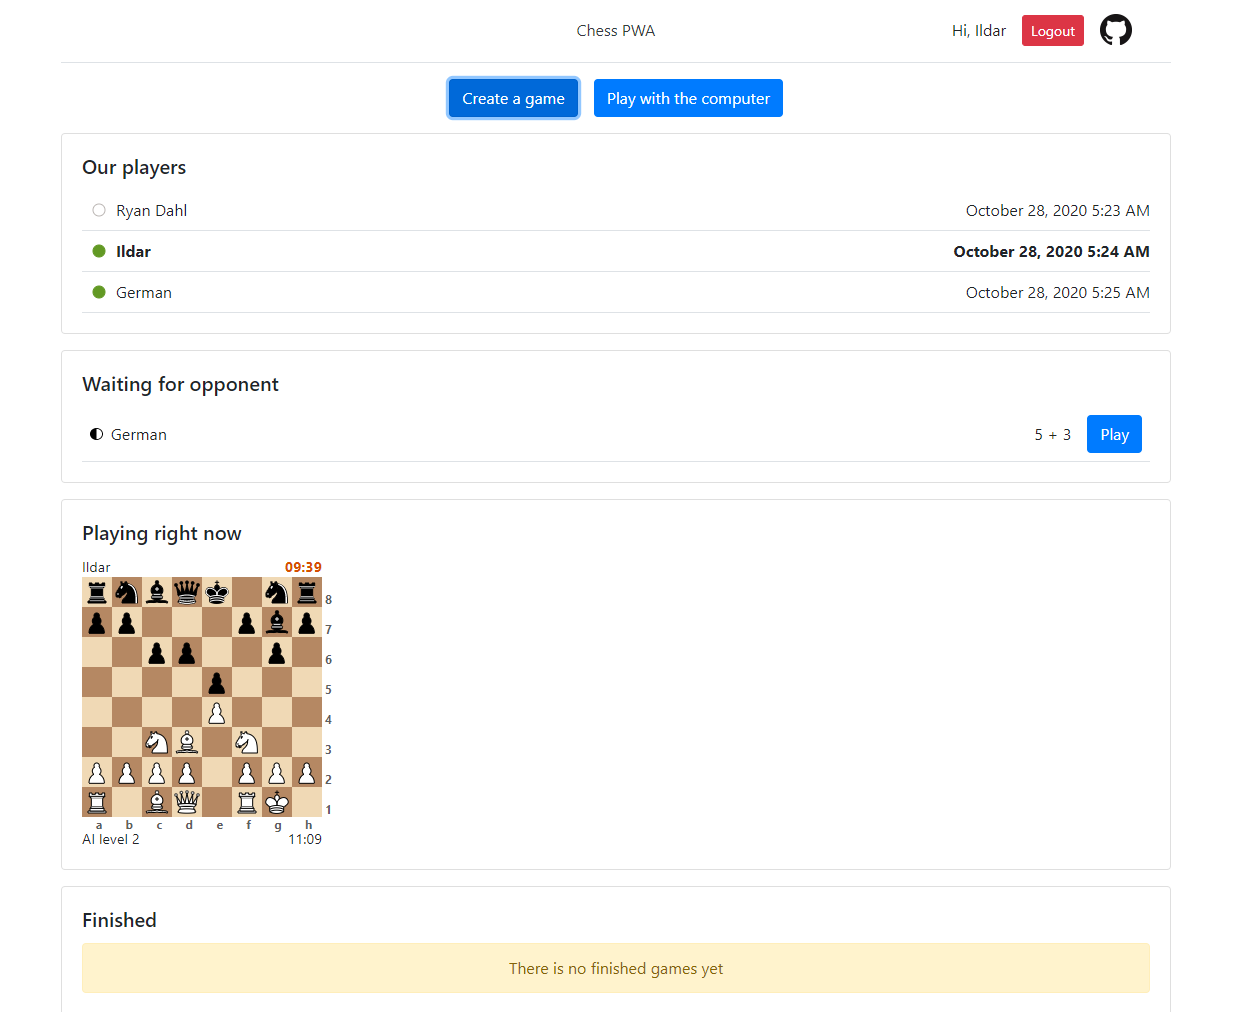 Chess PWA
Hi, Ildar
Logout
Create a game
Play with the computer
Our players
Ryan Dahl October 28, 2020 5:23 AM
Ildar October 28, 2020 5:24 AM
German October 28, 2020 5:25 AM
Waiting for opponent
German 5 + 3 Play
Playing right now
Ildar 09:39
8
7
6
5
4
3
2
1
a b c d e f g h
AI level 2 11:09
Finished
There is no finished games yet